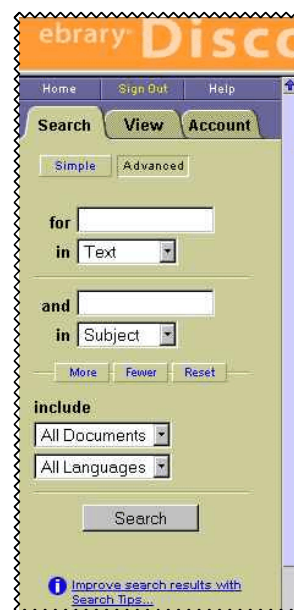 ebrary Disco
Home Sign Out Help
Search View Account
Simple Advanced
for
in Text
and
in Subject
More Fewer Reset
include
All Documents
All Languages
Search
Improve search results with
Search Tips...